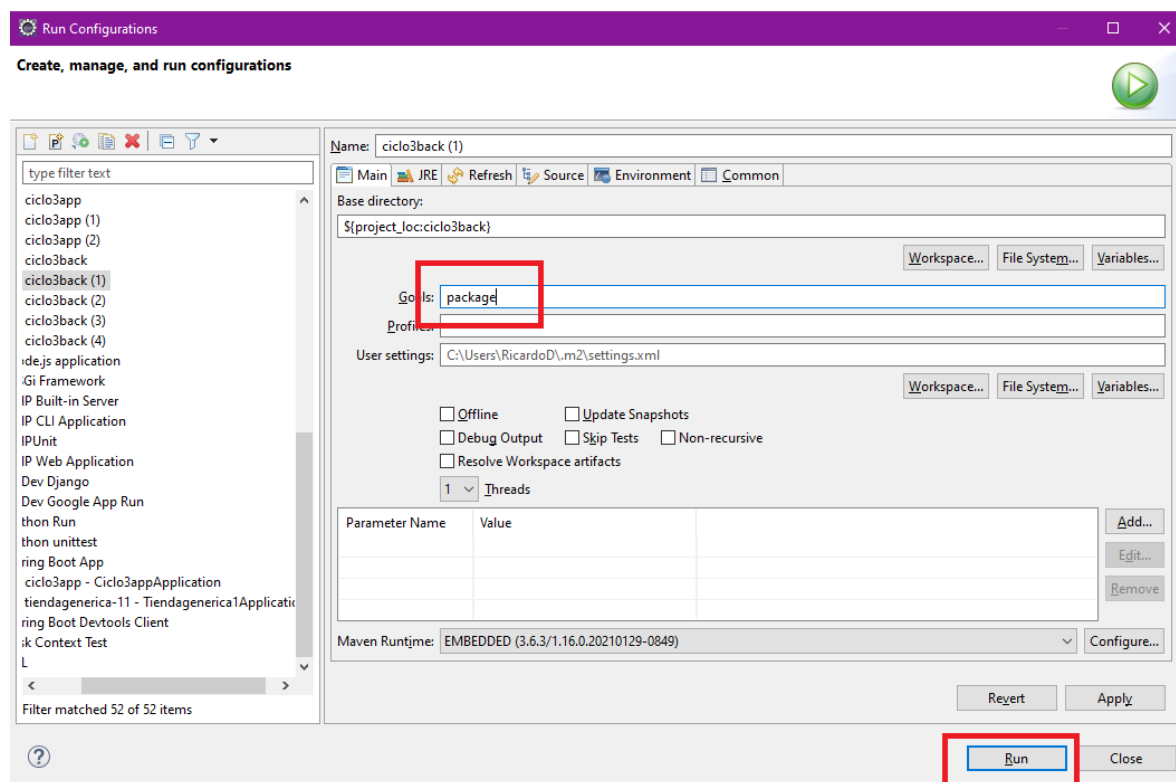 Run Configurations
Create, manage, and run configurations
type filter text
ciclo3app
ciclo3app (1)
ciclo3app (2)
ciclo3back
ciclo3back (1)
ciclo3back (2)
ciclo3back (3)
ciclo3back (4)
de.js application
Gi Framework
IP Built-in Server
IP CLI Application
IPUnit
IP Web Application
Dev Django
Dev Google App Run
thon Run
thon unittest
ring Boot App
ciclo3app - Ciclo3appApplication
tiendagenerica-11 - Tiendagenerica1Applicatio
ring Boot Devtools Client
k Context Test
L
Filter matched 52 of 52 items
Name: ciclo3back (1)
Main JRE Refresh Source Environment Common
Base directory:
${project_loc:ciclo3back}
Workspace... File System... Variables...
Goals: package
Profiles:
User settings: C:\Users\RicardoD\.m2\settings.xml
Workspace... File System... Variables...
Offline Update Snapshots
Debug Output Skip Tests Non-recursive
Resolve Workspace artifacts
1 Threads
Parameter Name Value
Add...
Edit...
Remove
Maven Runtime: EMBEDDED (3.6.3/1.16.0.20210129-0849) Configure...
Revert Apply
Run Close